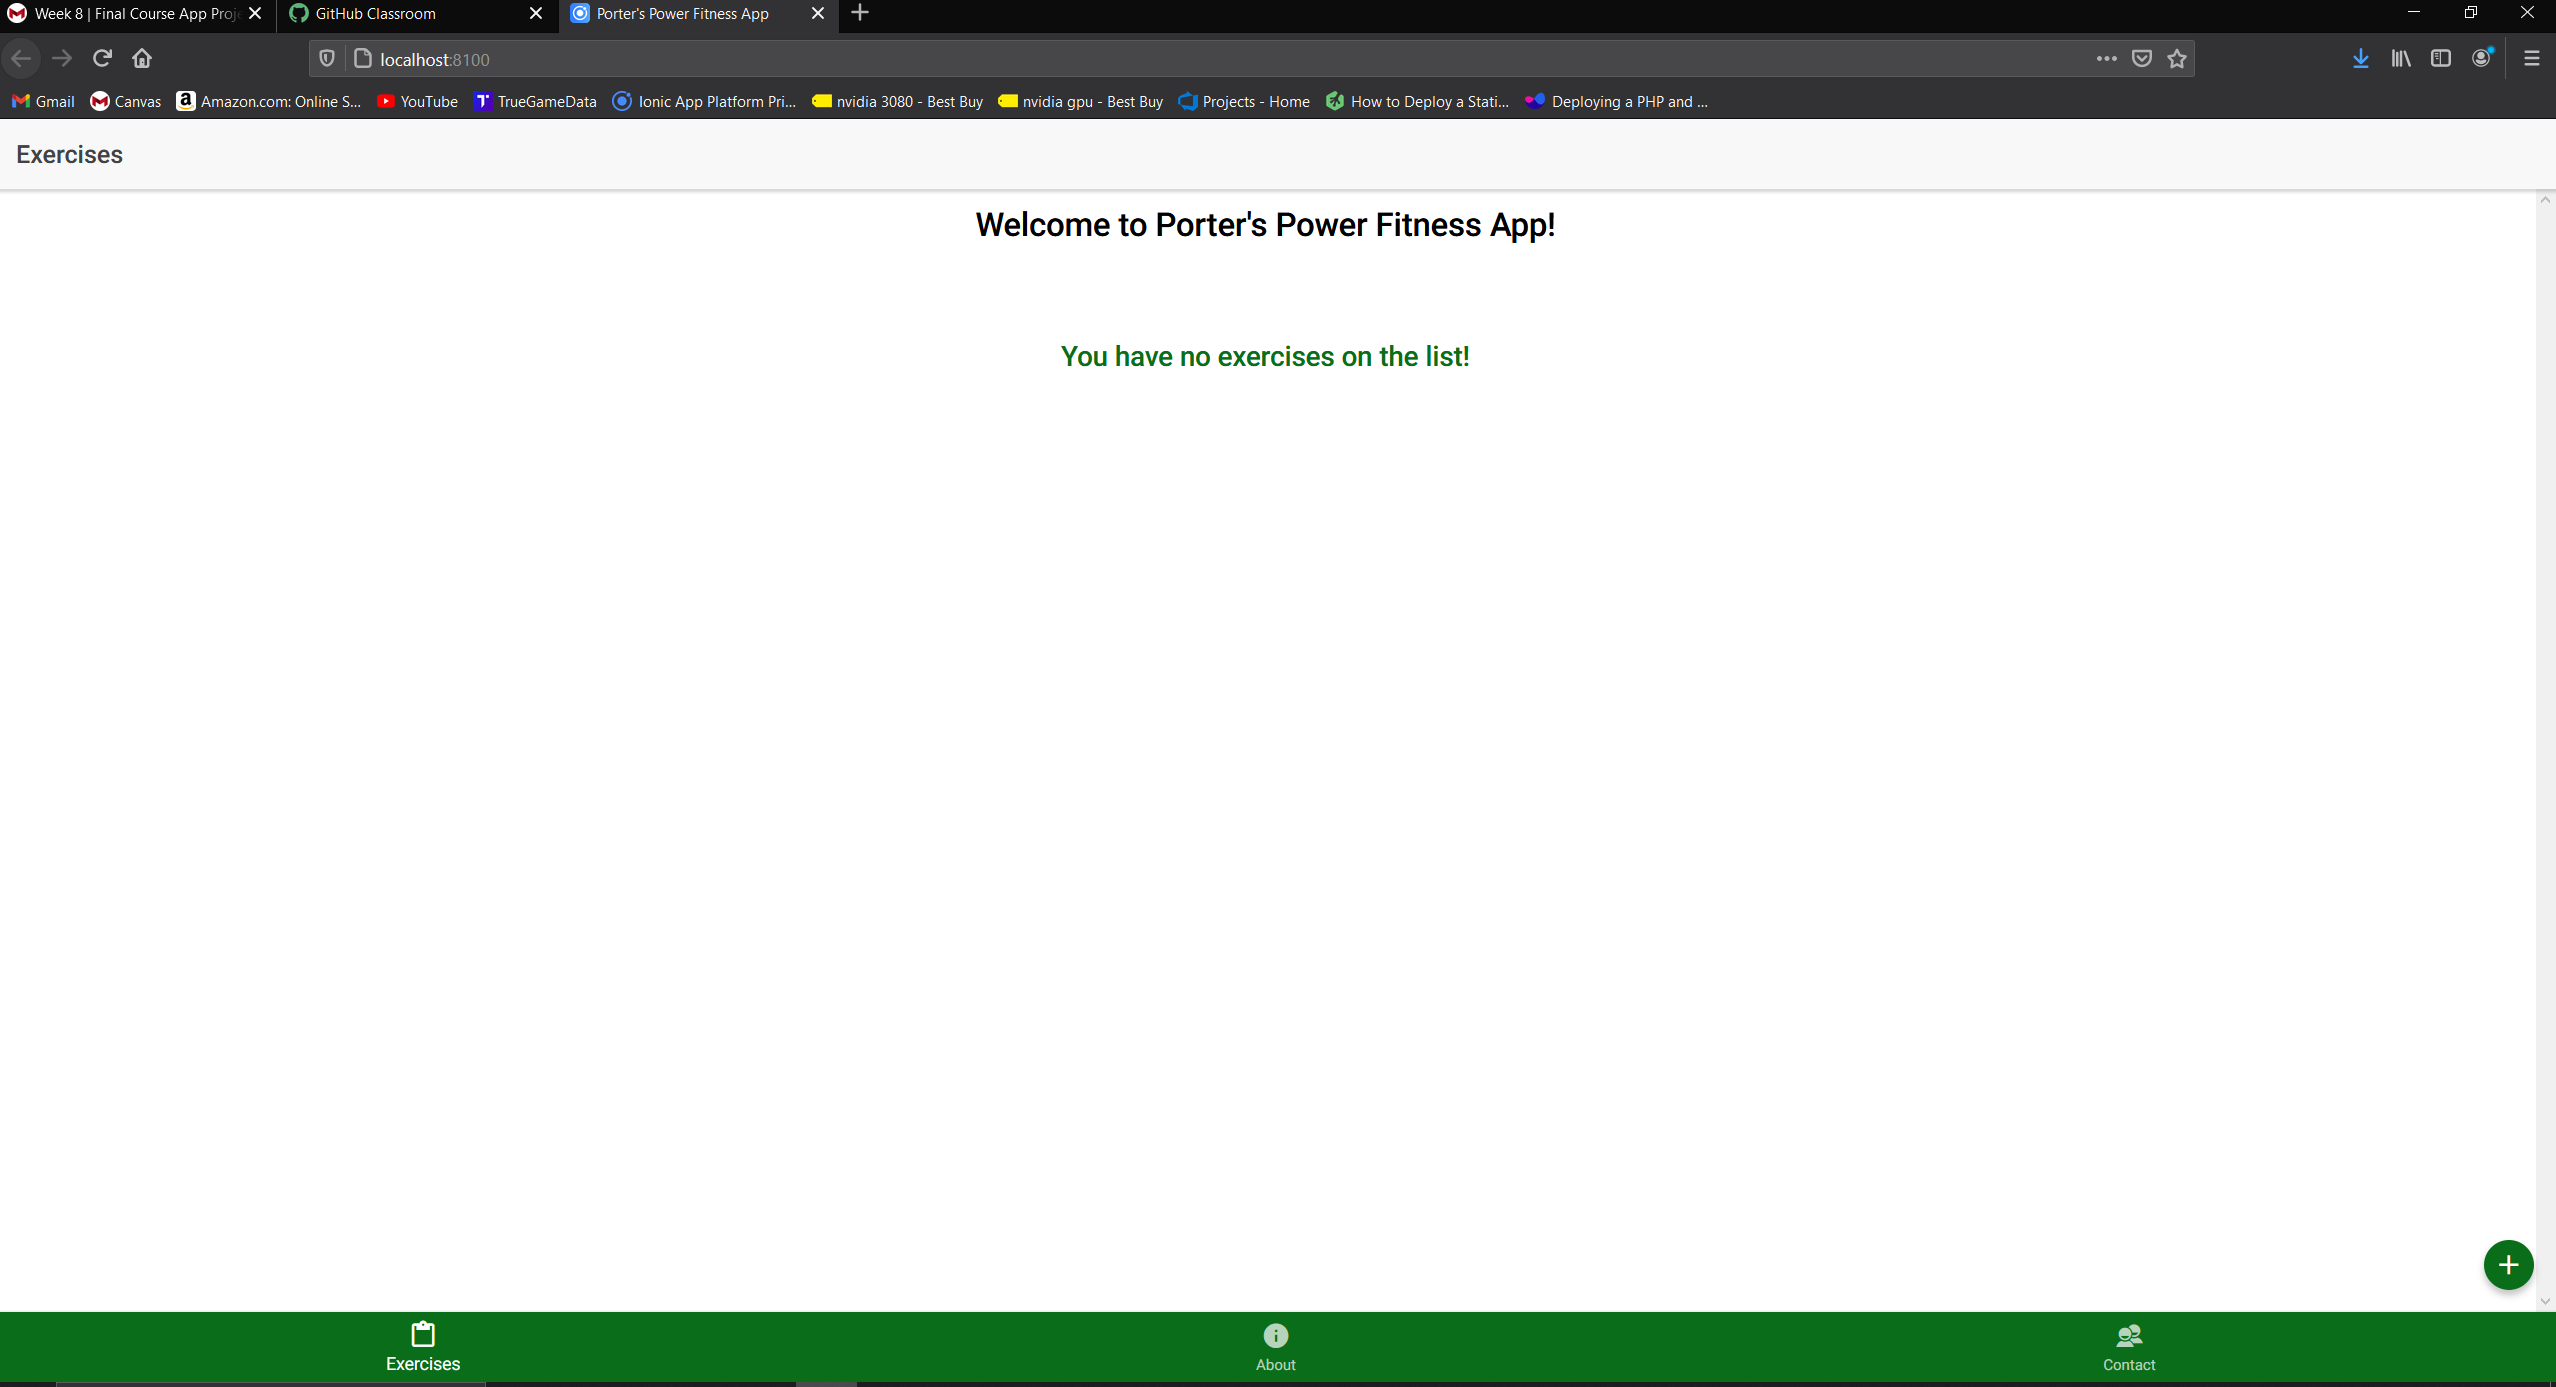 Week 8 | Final Course App Proje
GitHub Classroom
Porter's Power Fitness App
localhost:8100
Gmail
Canvas
Amazon.com: Online S...
YouTube
TrueGameData
Ionic App Platform Pri...
nvidia 3080 - Best Buy
nvidia gpu - Best Buy
Projects - Home
How to Deploy a Stati...
Deploying a PHP and ...
Exercises
Welcome to Porter's Power Fitness App!
You have no exercises on the list!
Exercises
About
Contact